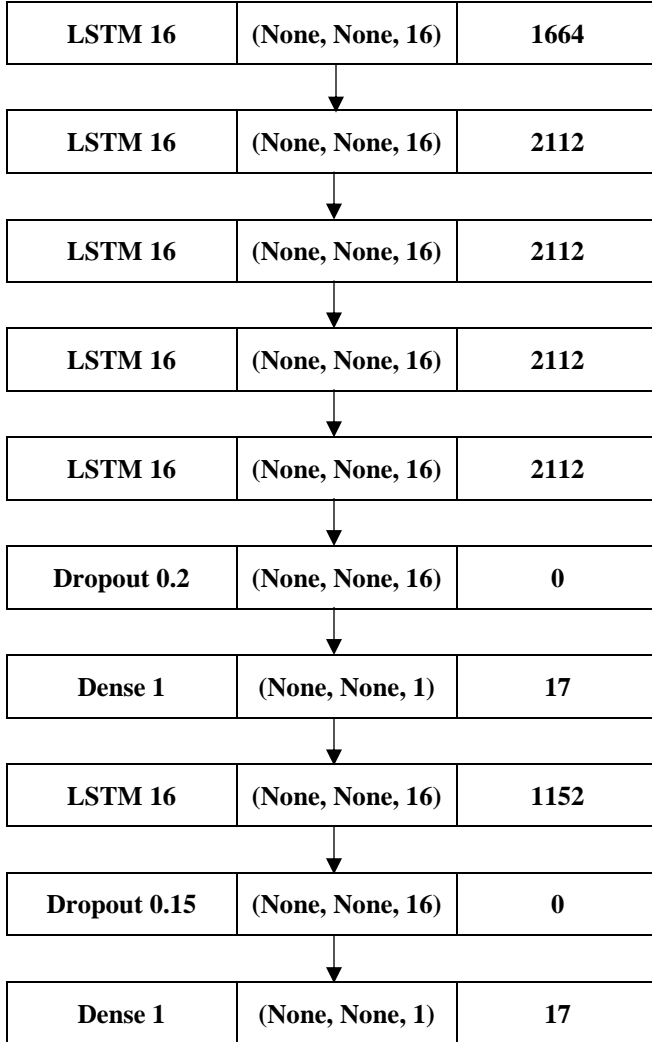 LSTM 16 (None, None, 16) 1664
LSTM 16 (None, None, 16) 2112
LSTM 16 (None, None, 16) 2112
LSTM 16 (None, None, 16) 2112
LSTM 16 (None, None, 16) 2112
Dropout 0.2 (None, None, 16) 0
Dense 1 (None, None, 1) 17
LSTM 16 (None, None, 16) 1152
Dropout 0.15 (None, None, 16) 0
Dense 1 (None, None, 1) 17